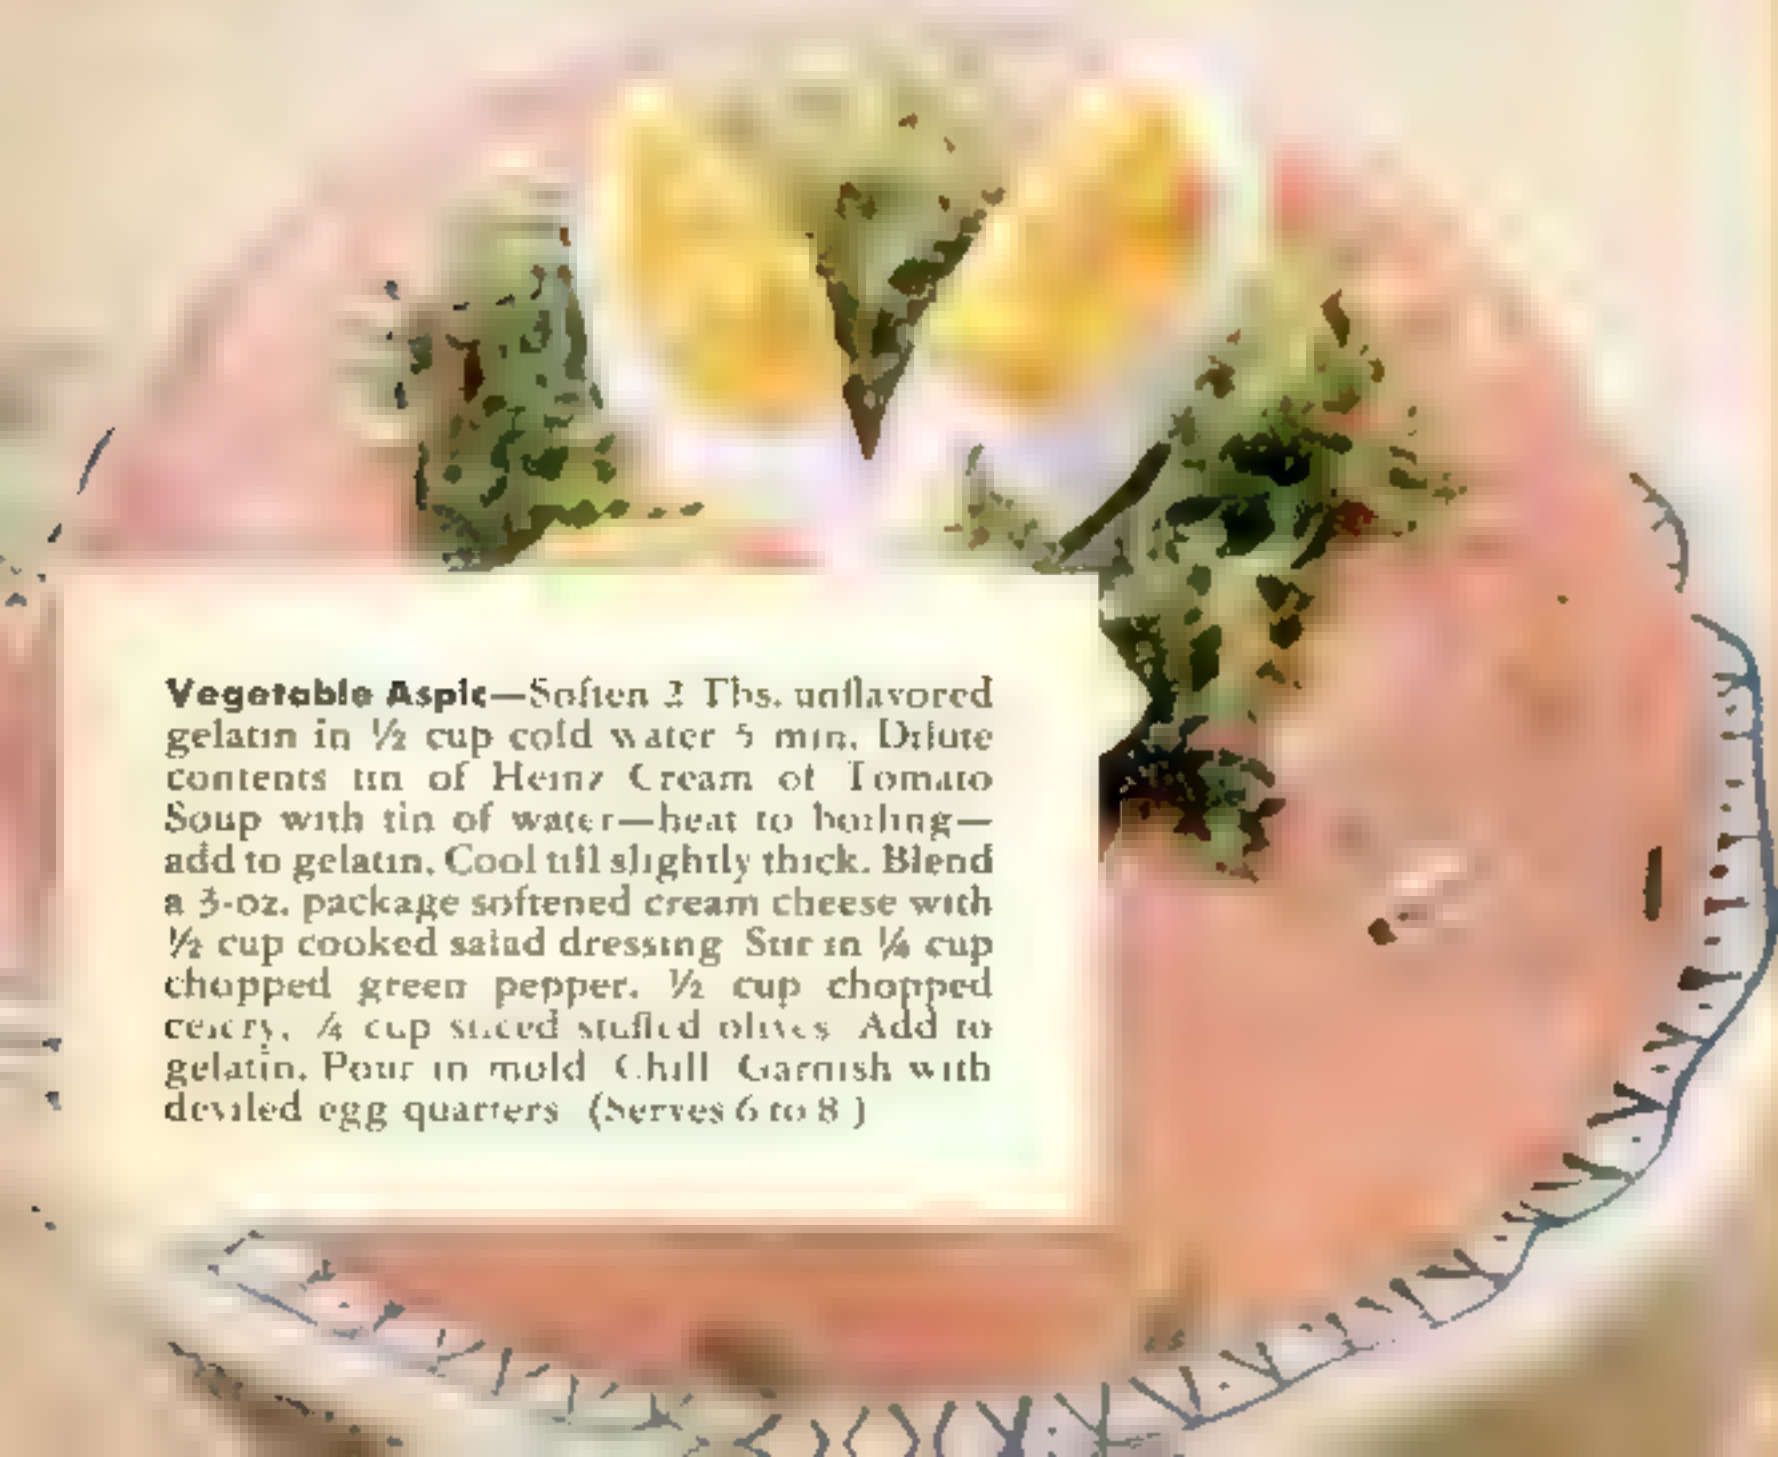 Vegetable Aspic—Soften 2 Tbs. unflavored
gelatin in ½ cup cold water 5 min. Dilute
contents tin of Heinz Cream of Tomato
Soup with tin of water—heat to boiling—
add to gelatin. Cool till slightly thick. Blend
a 3-oz. package softened cream cheese with
½ cup cooked salad dressing Stir in ¼ cup
chopped green pepper. ½ cup chopped
celery, ¼ cup sliced stuffed olives Add to
gelatin. Pour in mold Chill Garnish with
deviled egg quarters (Serves 6 to 8)